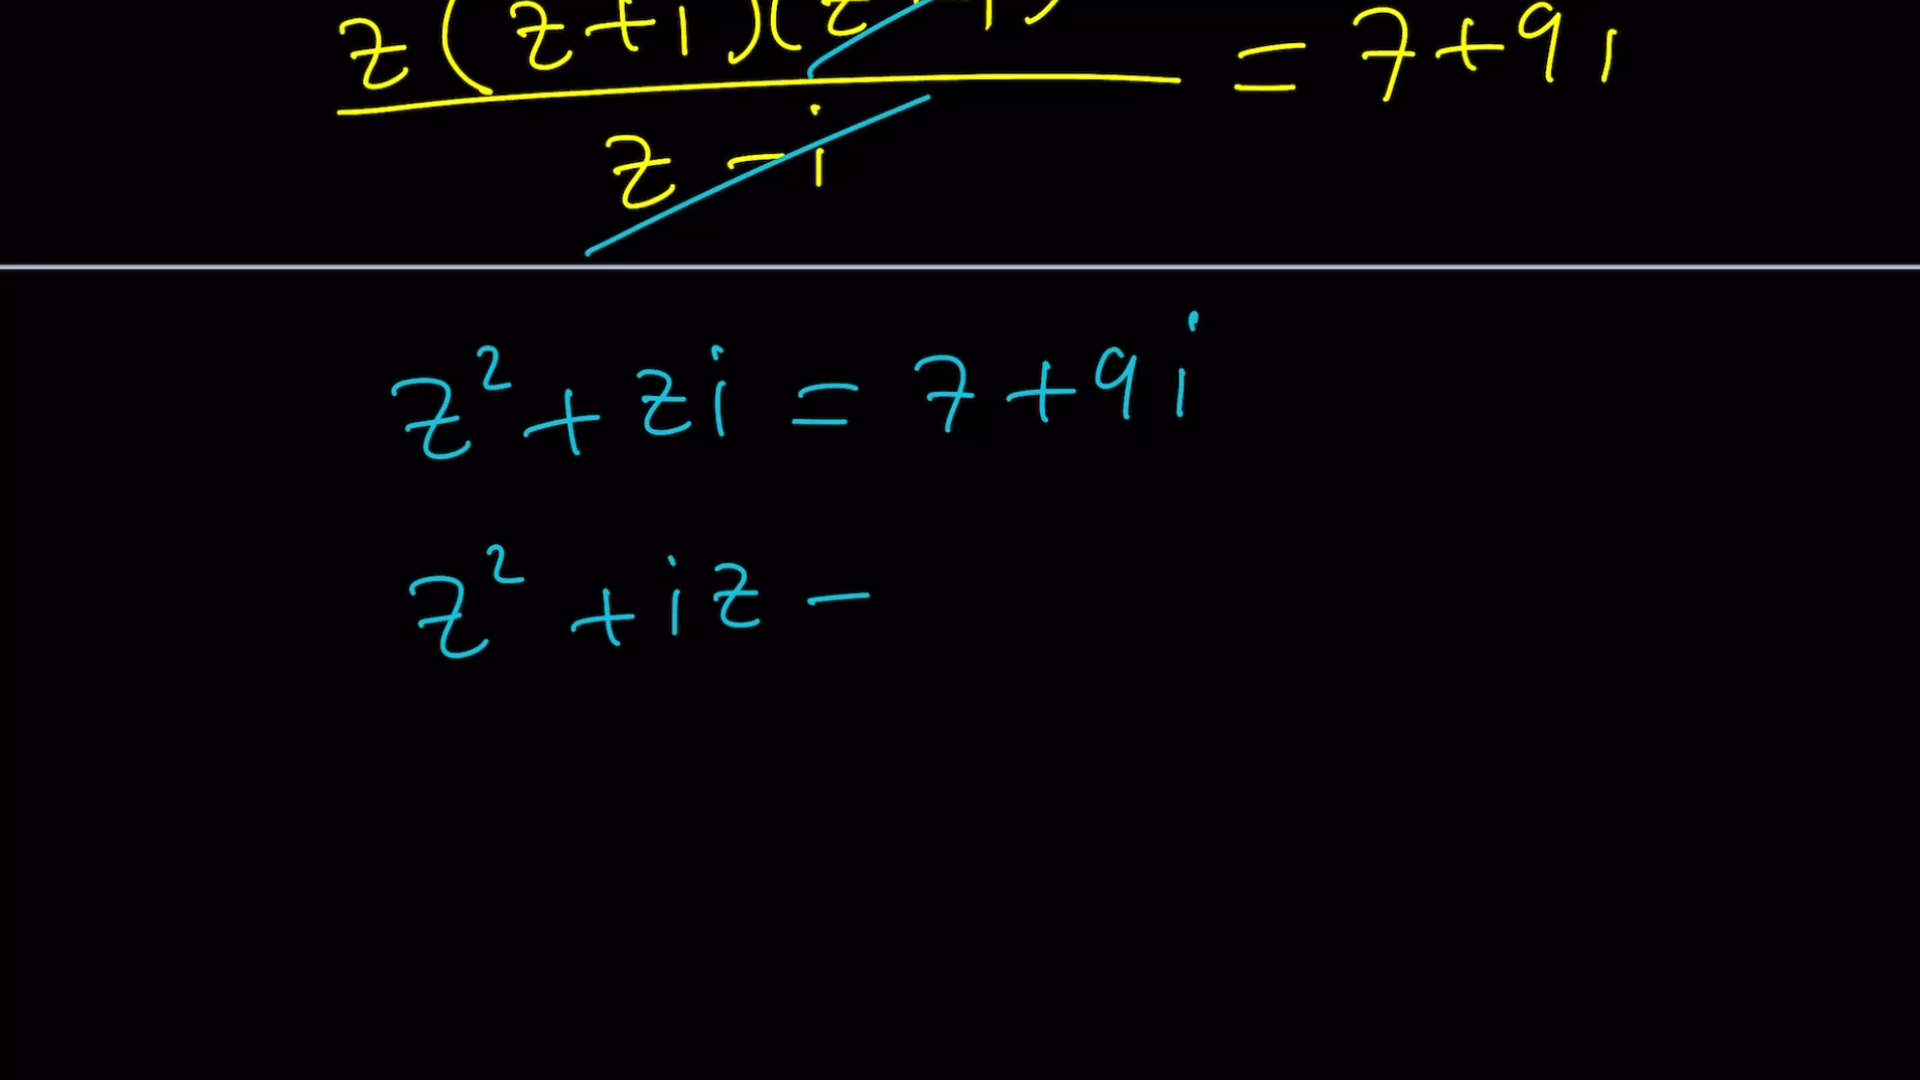 z(z+i)(z-i)
= 7+9i
z-i
z²+zi = 7+9i
z²+iz-